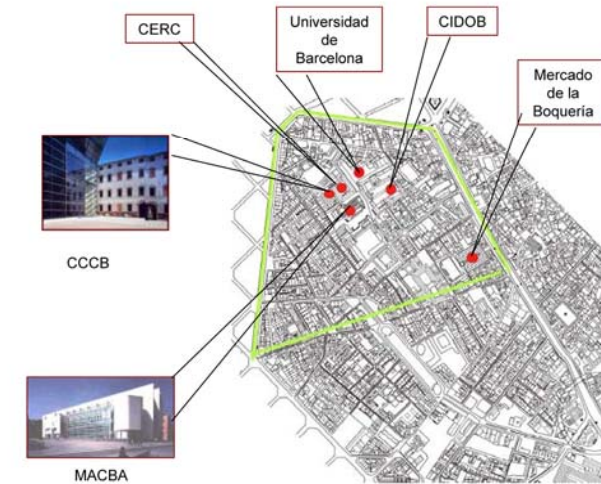 CERC
Universidad
de
Barcelona
CIDOB
Mercado
de la
Boquería
CCCB
MACBA